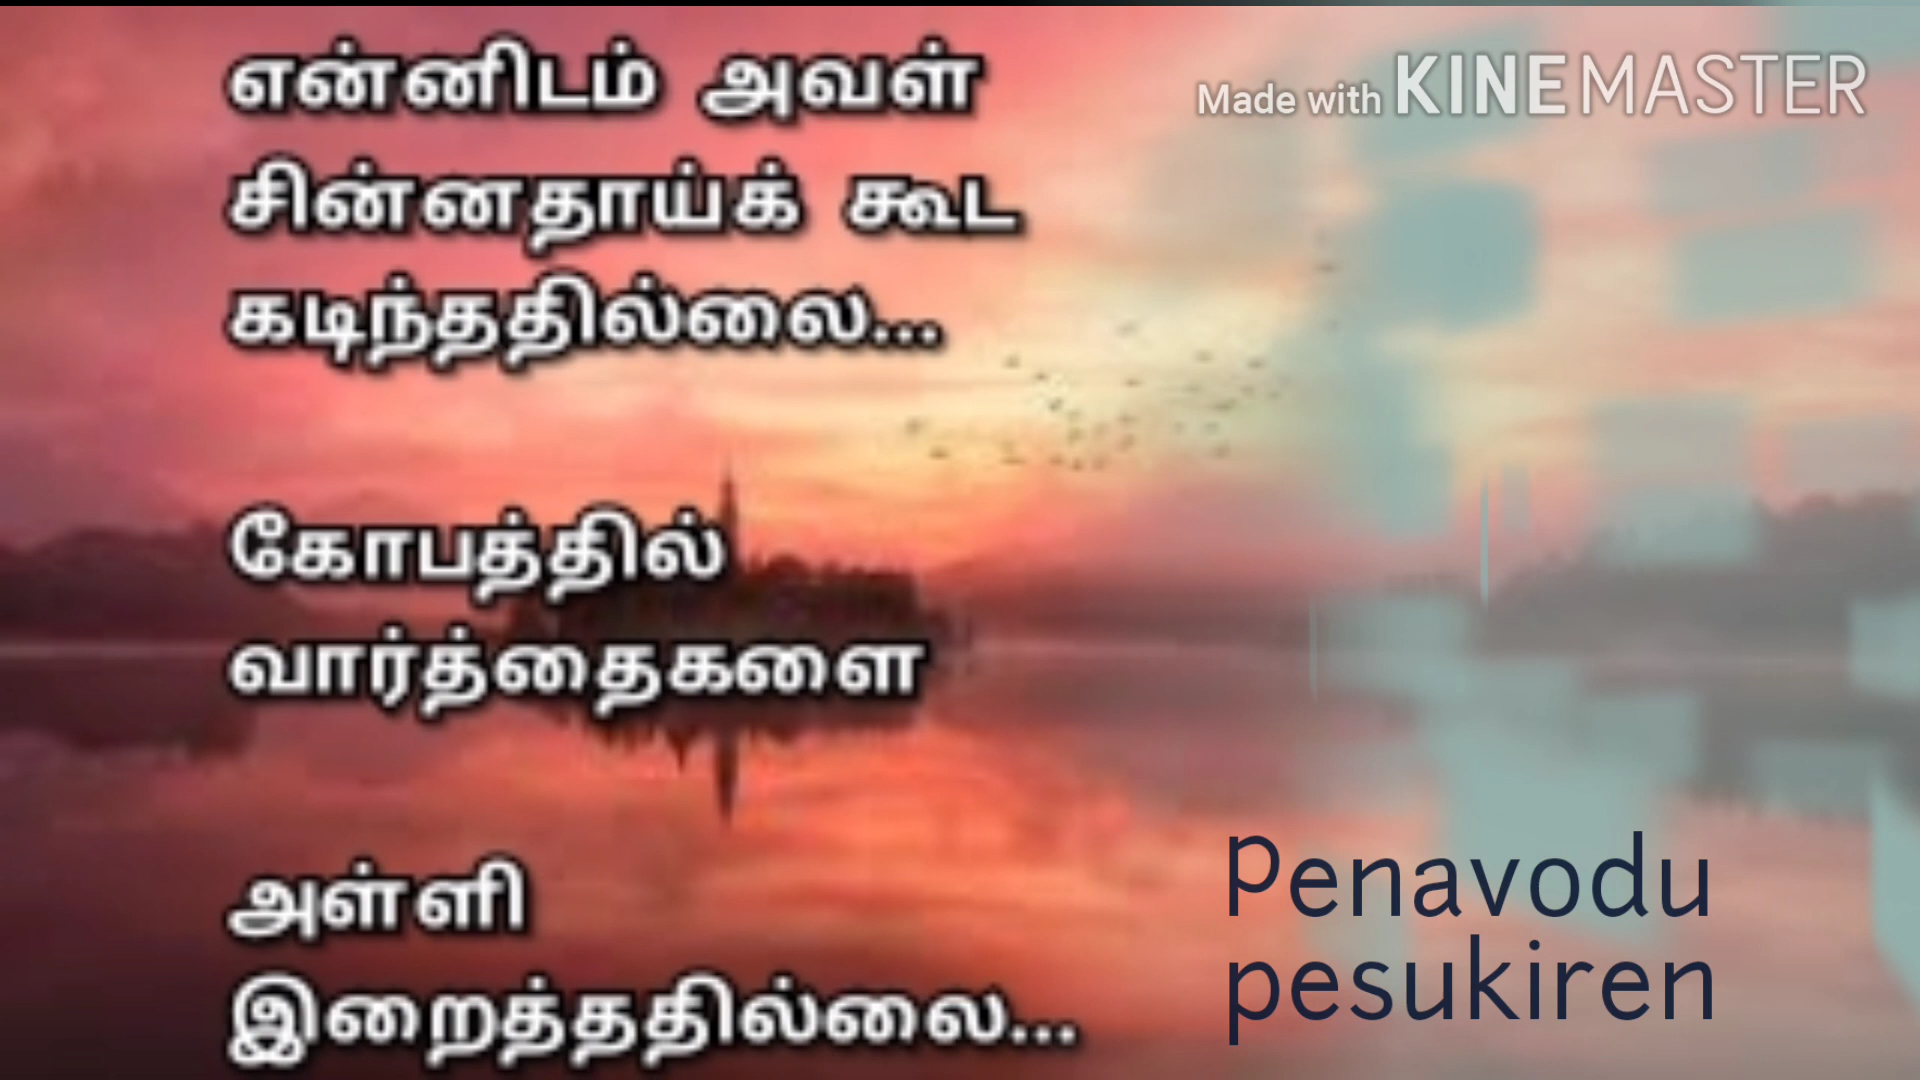 என்னிடம் அவள்
Made with KINEMASTER
சின்னதாய்க் கூட
கடிந்ததில்லை...
கோபத்தில்
வார்த்தைகளை
அள்ளி
இறைத்ததில்லை...
Penavodu
pesukiren